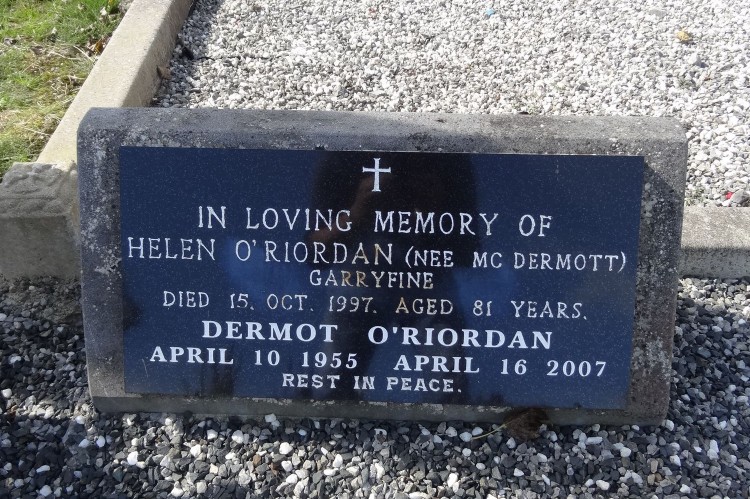 IN LOVING MEMORY OF
HELEN O'RIORDAN (NEE MC DERMOTT)
GARRYFINE
DIED 15. OCT. 1997. AGED 81 YEARS.
DERMOT O'RIORDAN
APRIL 10 1955 APRIL 16 2007
REST IN PEACE.